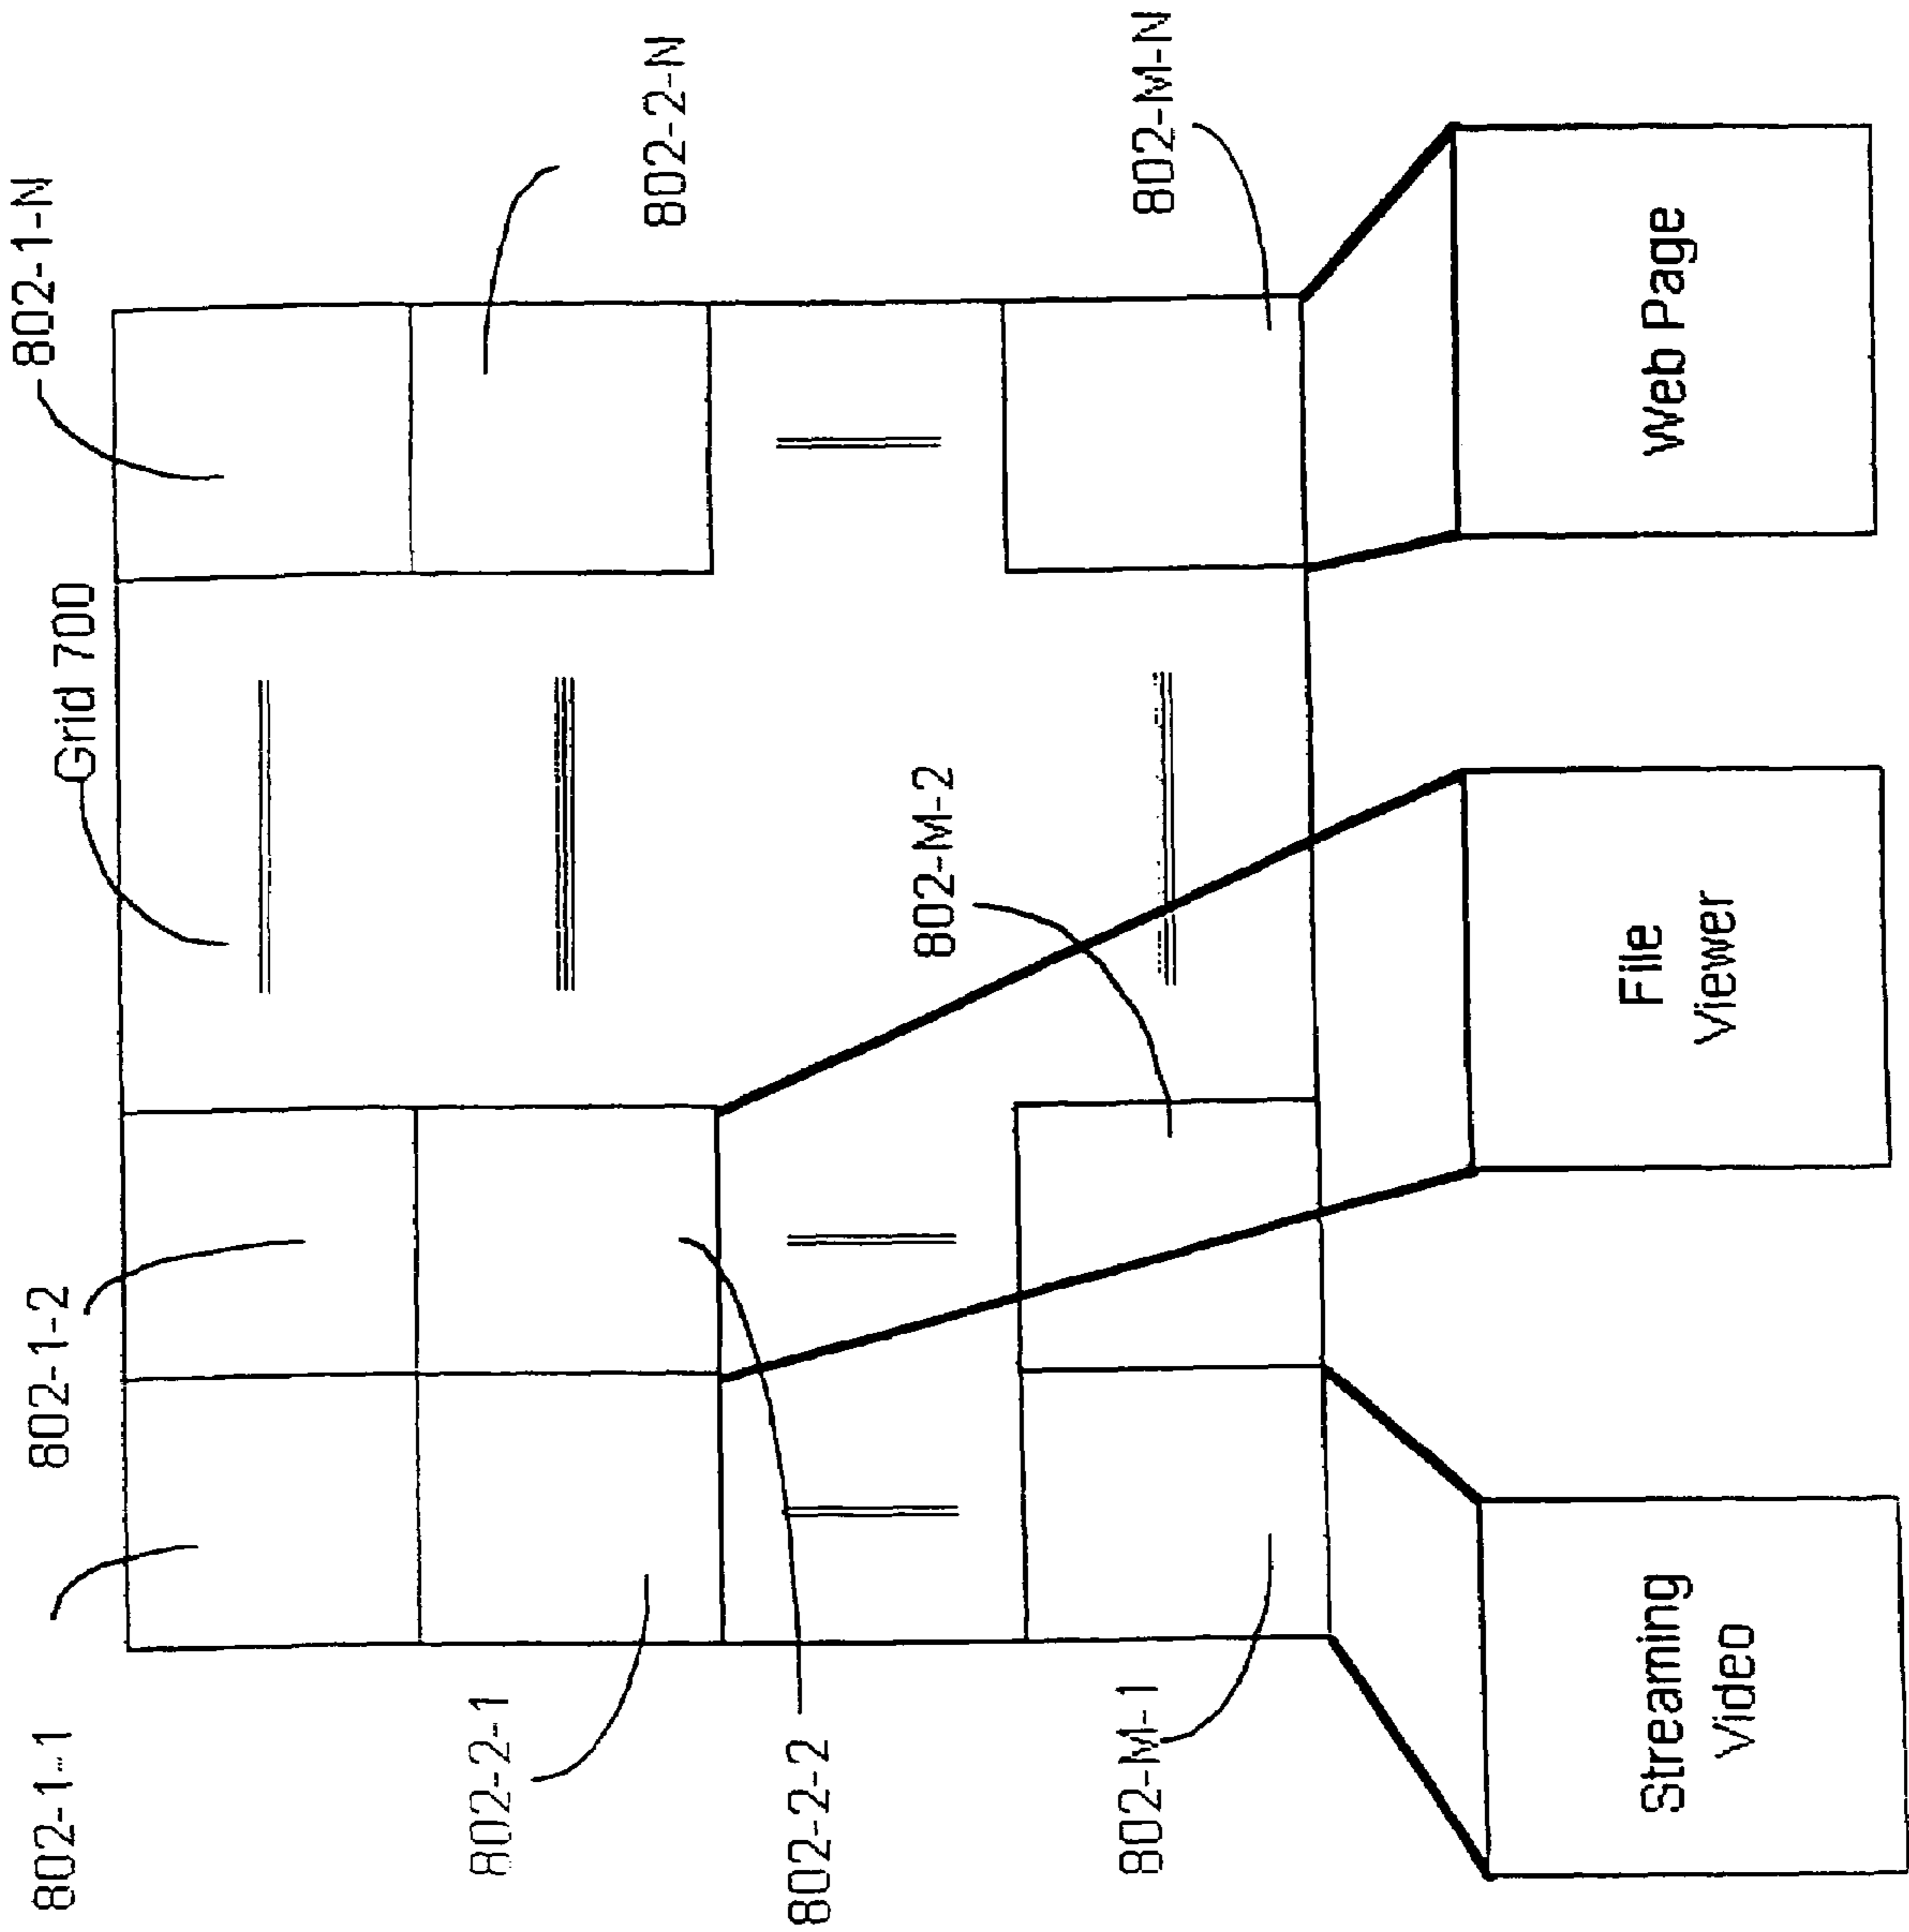 802-1-1
802-1-2
Grid 700
802-1-N
802-2-1
802-2-N
802-2-2
802-M-2
802-M-1
802-M-N
Streaming
Video
File
Viewer
Web Page